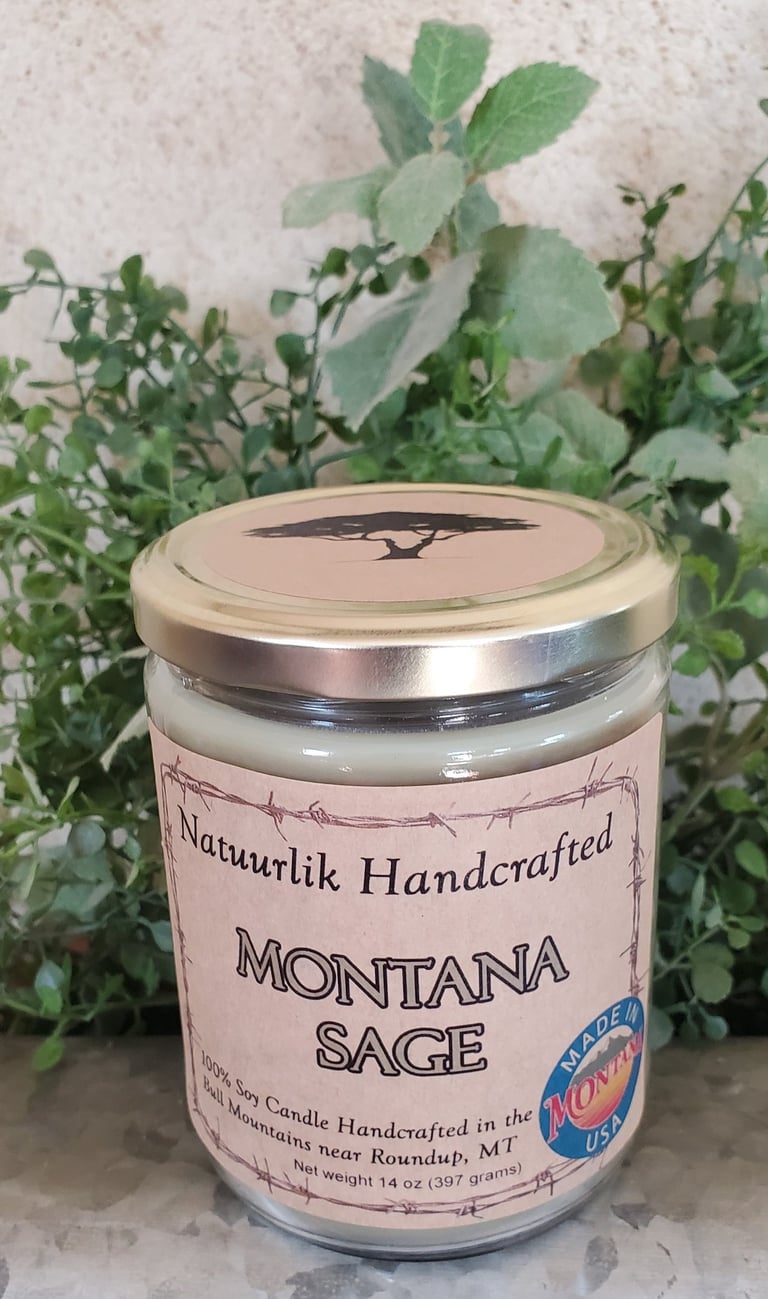 Natuurlik Handcrafted
MONTANA
SAGE
100% Soy Candle Handcrafted in the
Bull Mountains near Roundup, MT
Net weight 14 oz (397 grams)
MADE IN
MONTANA
USA